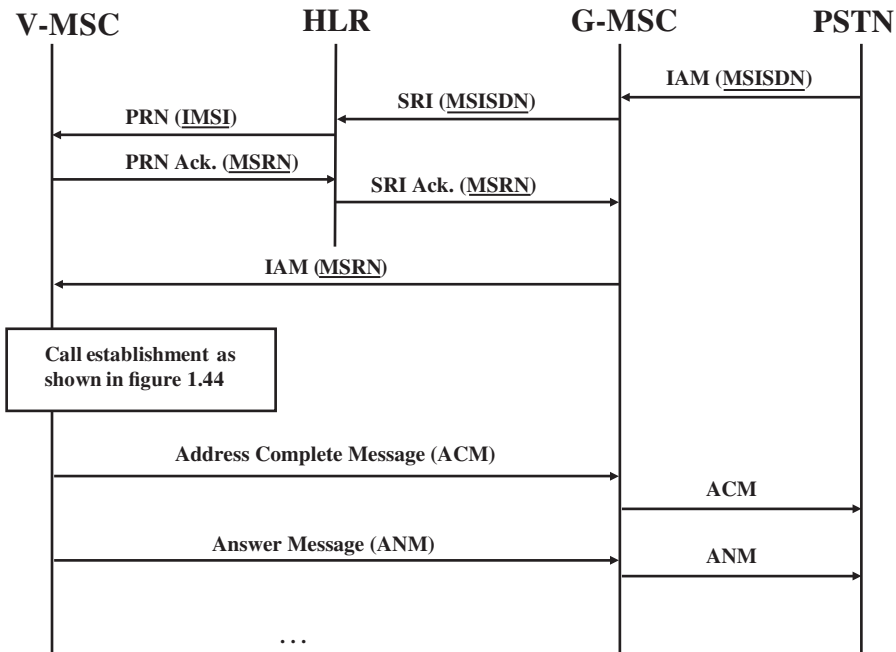 V-MSC HLR G-MSC PSTN
IAM (MSISDN)
SRI (MSISDN)
PRN (IMSI)
PRN Ack. (MSRN)
SRI Ack. (MSRN)
IAM (MSRN)
Call establishment as
shown in figure 1.44
Address Complete Message (ACM)
ACM
Answer Message (ANM)
ANM
...